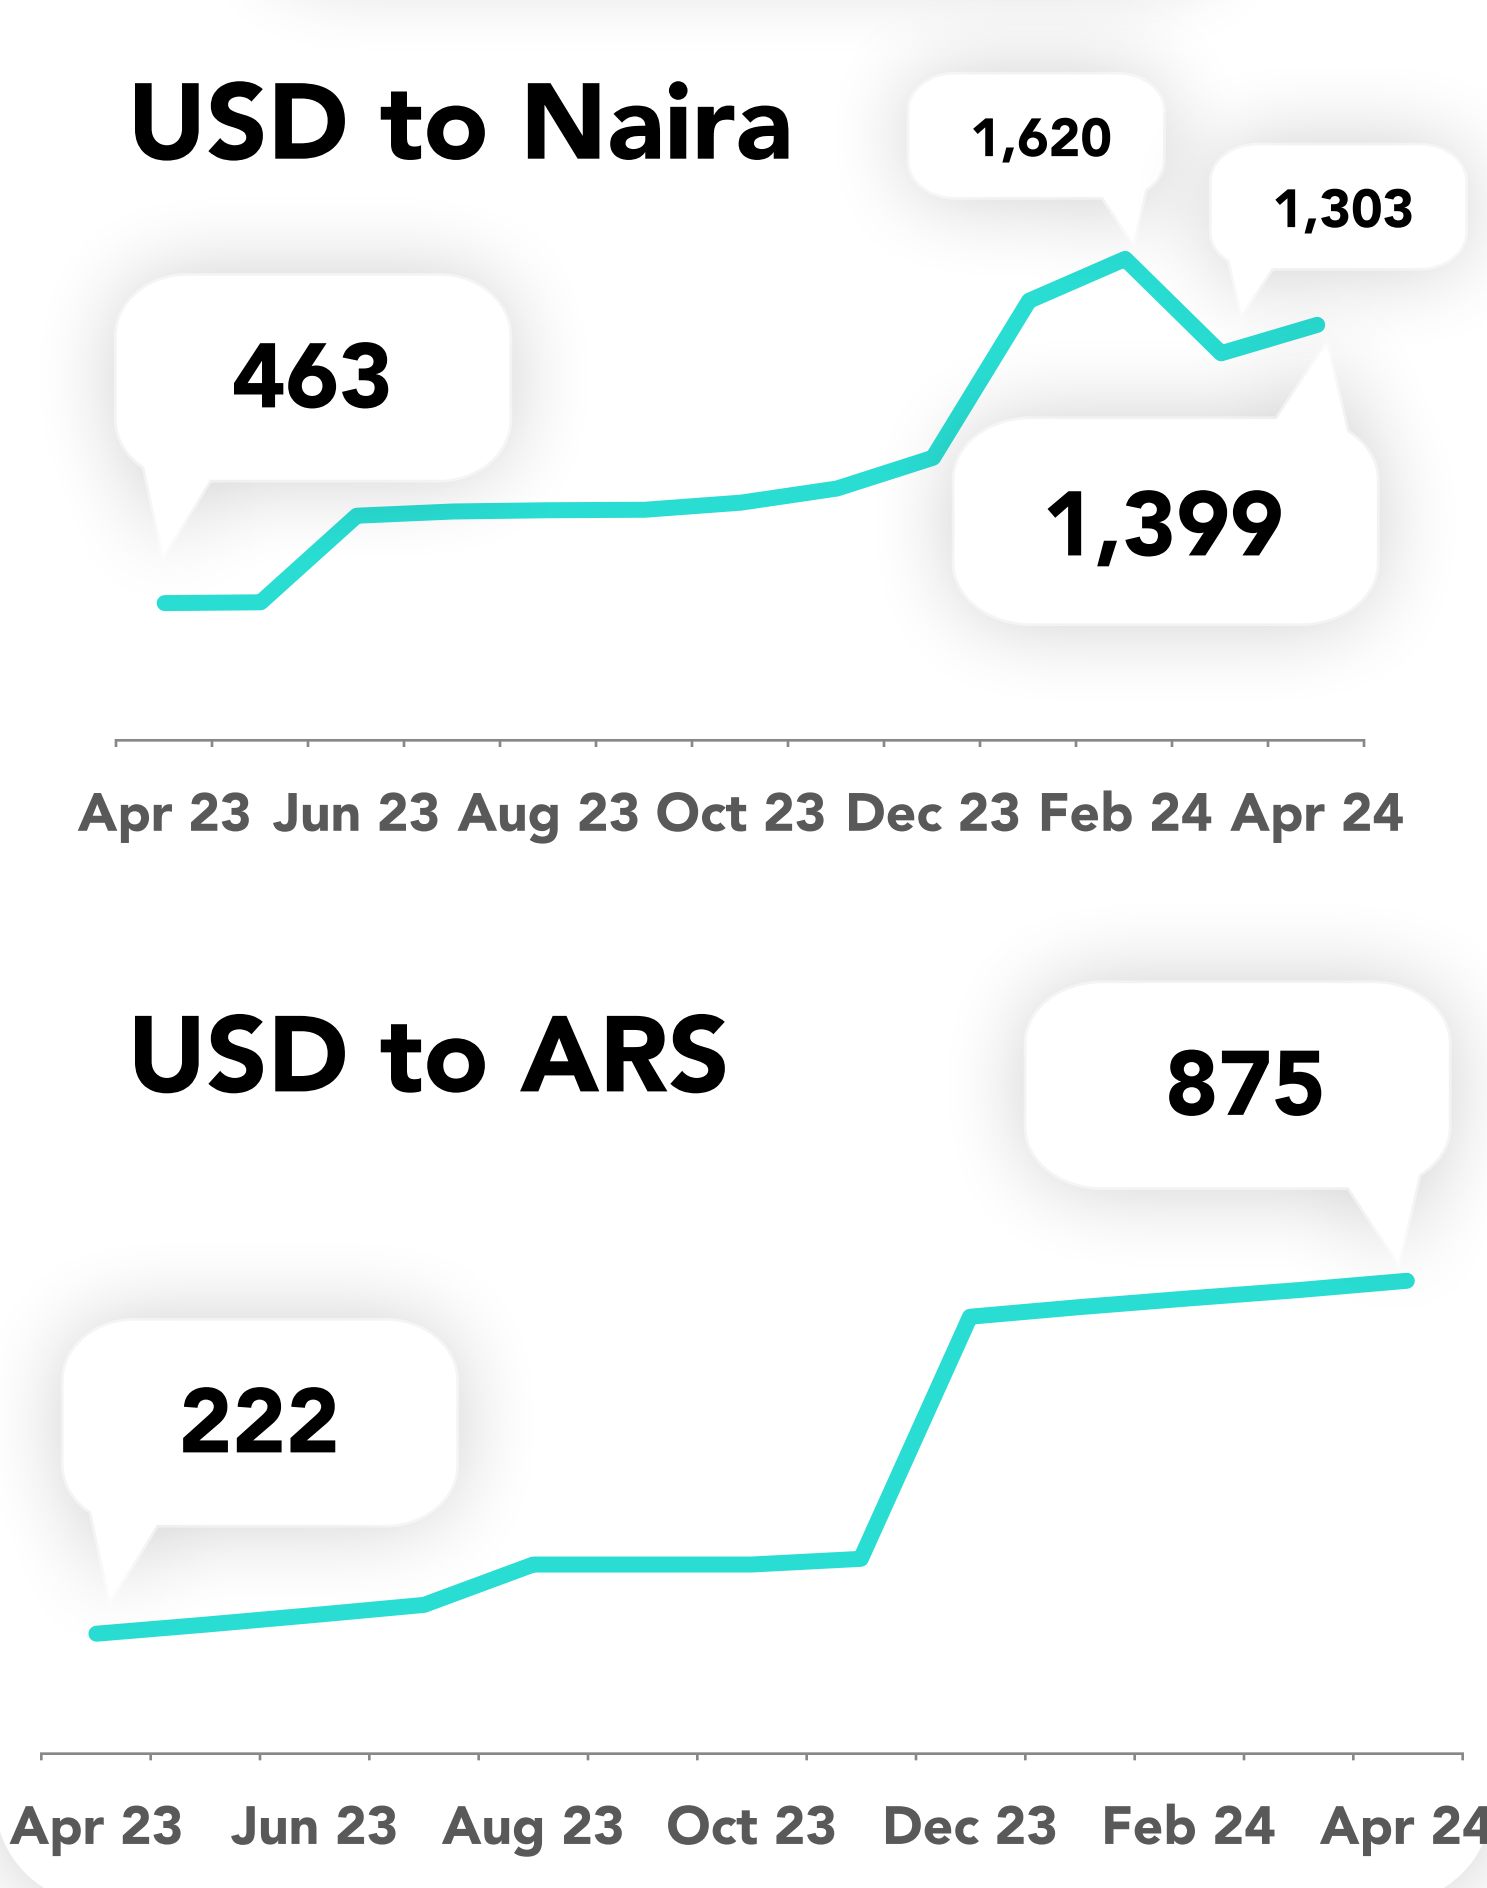 USD to Naira
1,620
1,303
463
1,399
Apr 23 Jun 23 Aug 23 Oct 23 Dec 23 Feb 24 Apr 24
USD to ARS
875
222
Apr 23 Jun 23 Aug 23 Oct 23 Dec 23 Feb 24 Apr 24